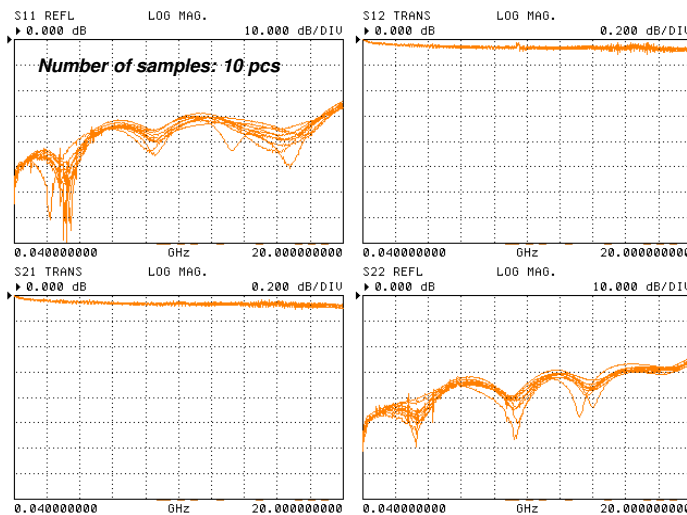 S11 REFL LOG MAG.
0.000 dB 10.000 dB/DIV
Number of samples: 10 pcs
0.040000000 GHz 20.000000000
S12 TRANS LOG MAG.
0.000 dB 0.200 dB/DIV
0.040000000 GHz 20.000000000
S21 TRANS LOG MAG.
0.000 dB 0.200 dB/DIV
0.040000000 GHz 20.000000000
S22 REFL LOG MAG.
0.000 dB 10.000 dB/DIV
0.040000000 GHz 20.000000000